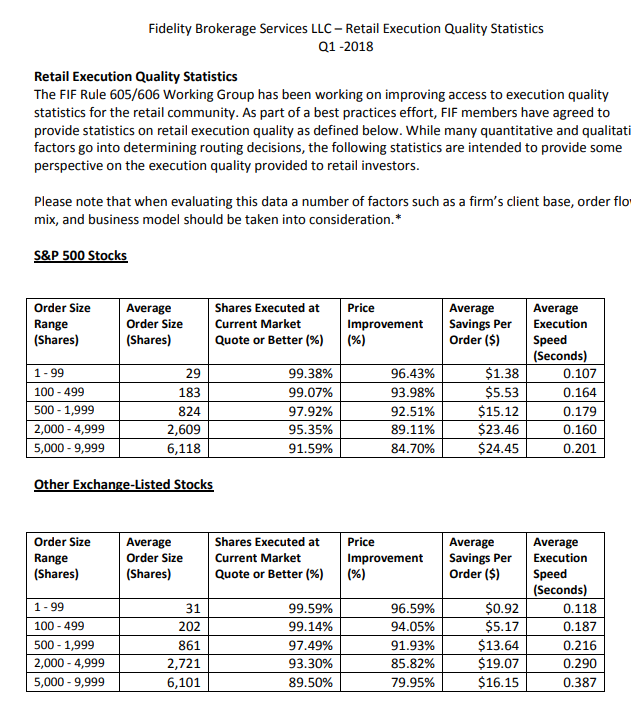 Fidelity Brokerage Services LLC – Retail Execution Quality Statistics
Q1 -2018
Retail Execution Quality Statistics
The FIF Rule 605/606 Working Group has been working on improving access to execution quality
statistics for the retail community. As part of a best practices effort, FIF members have agreed to
provide statistics on retail execution quality as defined below. While many quantitative and qualitati
factors go into determining routing decisions, the following statistics are intended to provide some
perspective on the execution quality provided to retail investors.
Please note that when evaluating this data a number of factors such as a firm's client base, order flo
mix, and business model should be taken into consideration.*
S&P 500 Stocks
Order Size Average Shares Executed at Price Average Average
Range Order Size Current Market Improvement Savings Per Execution
(Shares) (Shares) Quote or Better (%) (%) Order ($) Speed
(Seconds)
1 - 99 29 99.38% 96.43% $1.38 0.107
100 - 499 183 99.07% 93.98% $5.53 0.164
500 - 1,999 824 97.92% 92.51% $15.12 0.179
2,000 - 4,999 2,609 95.35% 89.11% $23.46 0.160
5,000 - 9,999 6,118 91.59% 84.70% $24.45 0.201
Other Exchange-Listed Stocks
Order Size Average Shares Executed at Price Average Average
Range Order Size Current Market Improvement Savings Per Execution
(Shares) (Shares) Quote or Better (%) (%) Order ($) Speed
(Seconds)
1 - 99 31 99.59% 96.59% $0.92 0.118
100 - 499 202 99.14% 94.05% $5.17 0.187
500 - 1,999 861 97.49% 91.93% $13.64 0.216
2,000 - 4,999 2,721 93.30% 85.82% $19.07 0.290
5,000 - 9,999 6,101 89.50% 79.95% $16.15 0.387